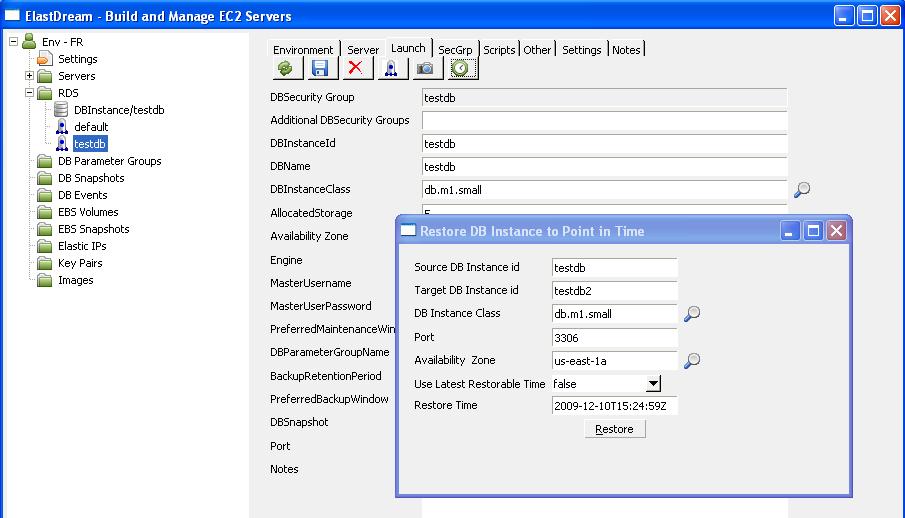 ElastDream - Build and Manage EC2 Servers
Env - FR
Settings
Servers
RDS
DBInstance/testdb
default
testdb
DB Parameter Groups
DB Snapshots
DB Events
EBS Volumes
EBS Snapshots
Elastic IPs
Key Pairs
Images
Environment Server Launch SecGrp Scripts Other Settings Notes
DBSecurity Group testdb
Additional DBSecurity Groups
DBInstanceId testdb
DBName testdb
DBInstanceClass db.m1.small
AllocatedStorage
Availability Zone
Engine
MasterUsername
MasterUserPassword
PreferredMaintenanceWin
DBParameterGroupName
BackupRetentionPeriod
PreferredBackupWindow
DBSnapshot
Port
Notes
Restore DB Instance to Point in Time
Source DB Instance id testdb
Target DB Instance id testdb2
DB Instance Class db.m1.small
Port 3306
Availability Zone us-east-1a
Use Latest Restorable Time false
Restore Time 2009-12-10T15:24:59Z
Restore